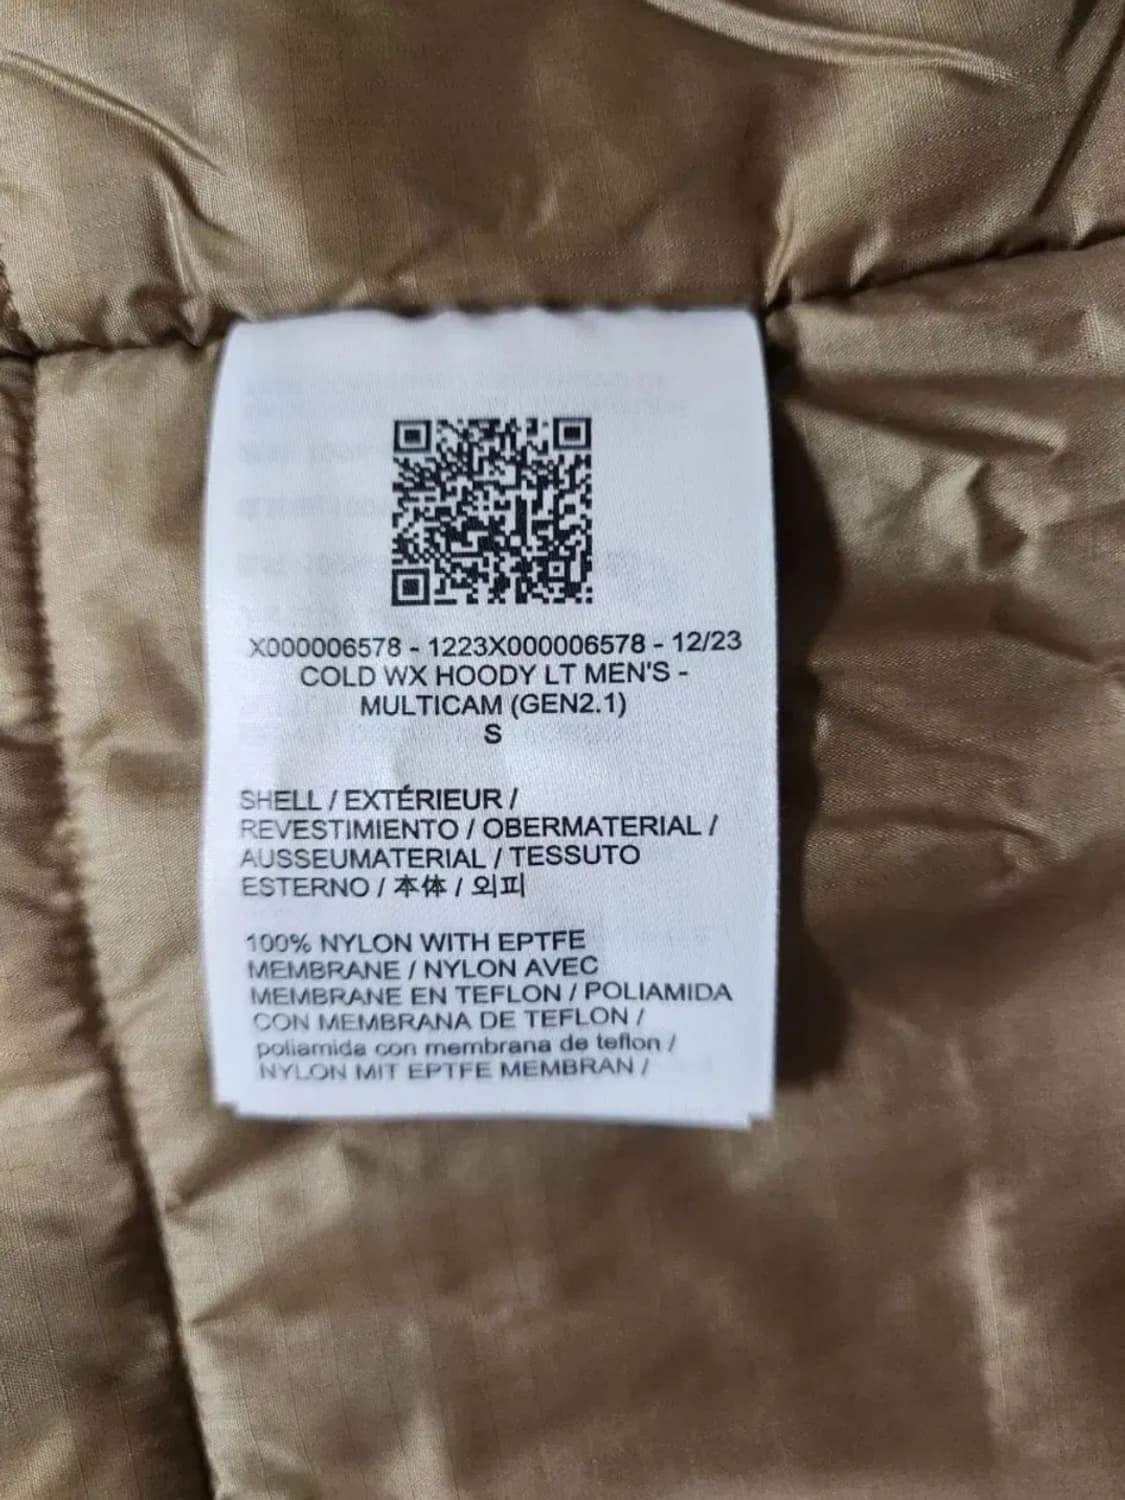 X000006578 - 1223X000006578 - 12/23
COLD WX HOODY LT MEN'S -
MULTICAM (GEN2.1)
S
SHELL / EXTÉRIEUR /
REVESTIMIENTO / OBERMATERIAL /
AUSSEUMATERIAL / TESSUTO
ESTERNO / 本体 / 외피
100% NYLON WITH EPTFE
MEMBRANE / NYLON AVEC
MEMBRANE EN TEFLON / POLIAMIDA
CON MEMBRANA DE TEFLON /
poliamida con membrana de teflon /
NYLON MIT EPTFE MEMBRAN /